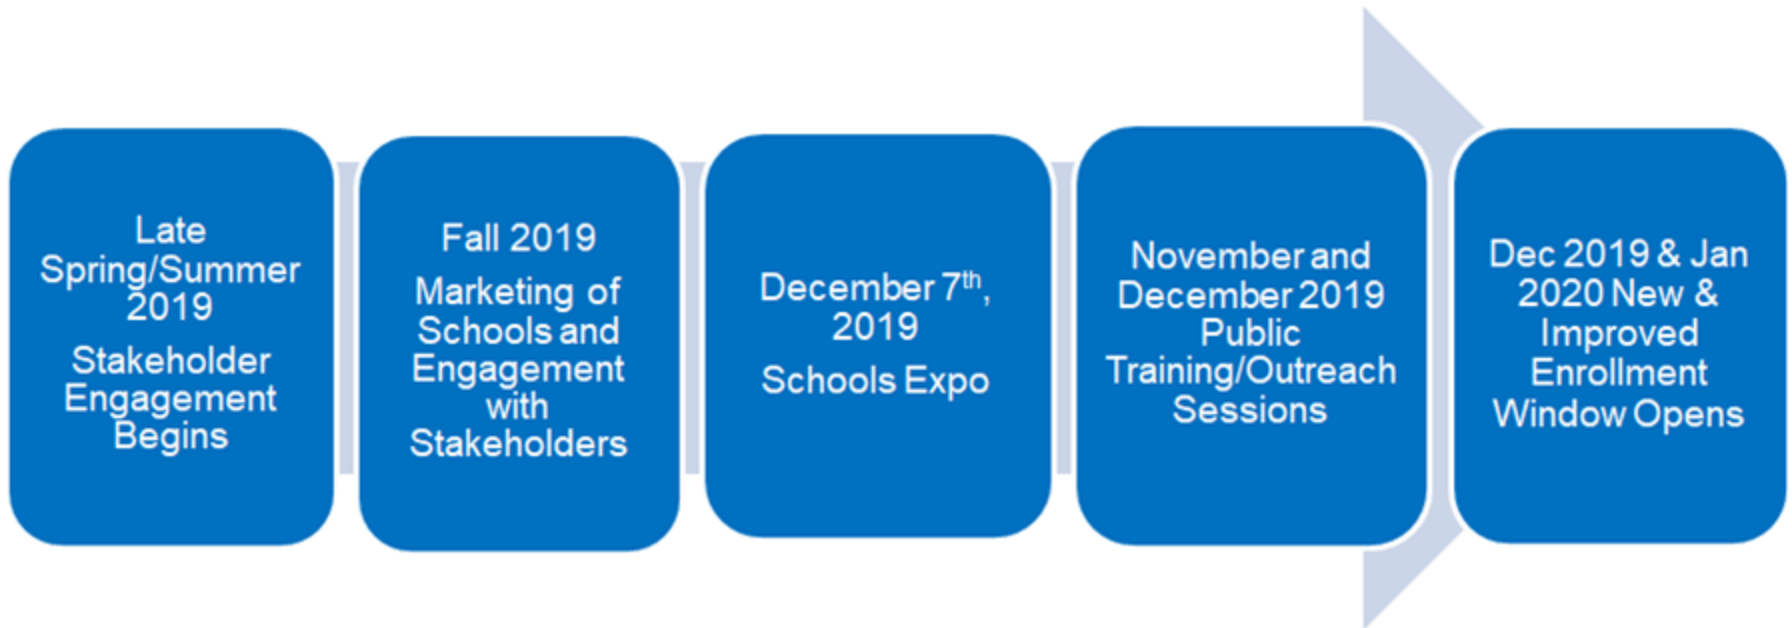 Late
Spring/Summer
2019
Stakeholder
Engagement
Begins
Fall 2019
Marketing of
Schools and
Engagement
with
Stakeholders
December 7th,
2019
Schools Expo
November and
December 2019
Public
Training/Outreach
Sessions
Dec 2019 & Jan
2020 New &
Improved
Enrollment
Window Opens